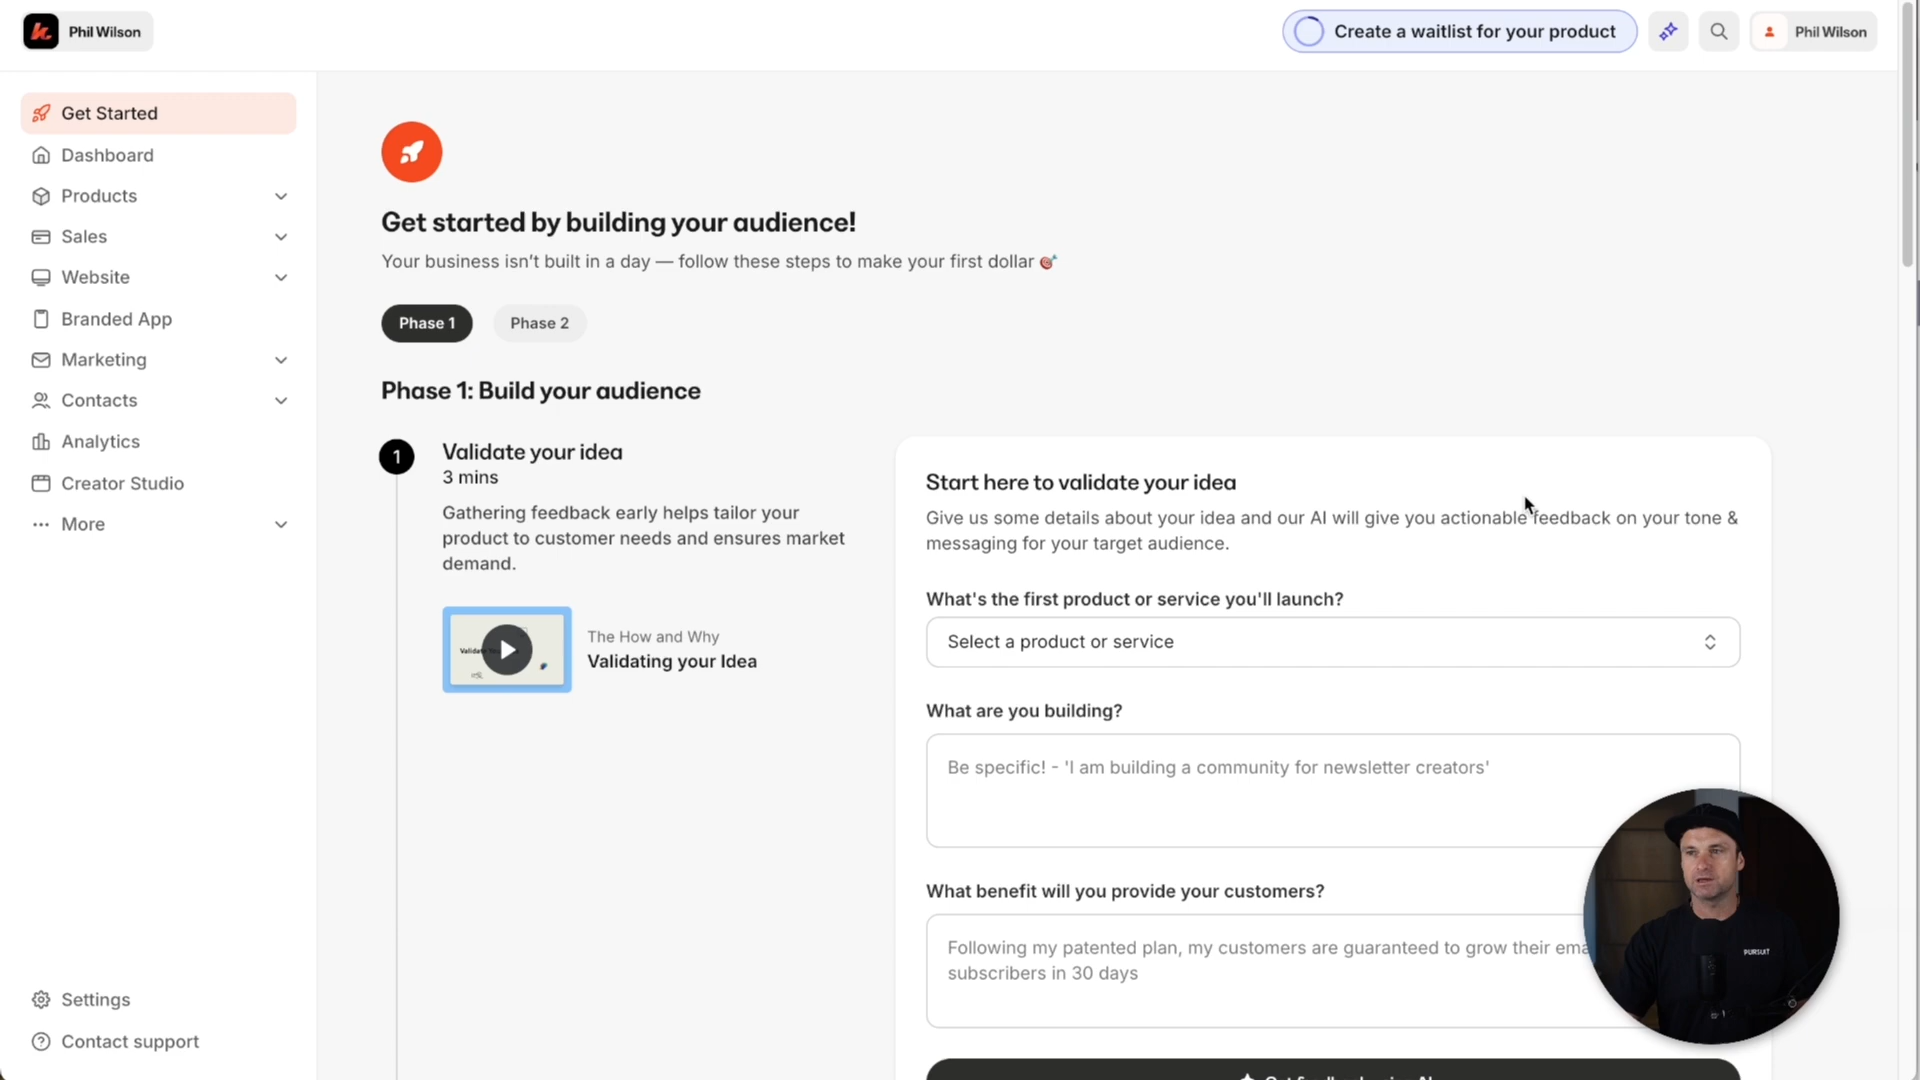 Phil Wilson
Create a waitlist for your product
Phil Wilson
Get Started
Dashboard
Products
Sales
Website
Branded App
Marketing
Contacts
Analytics
Creator Studio
More
Settings
Contact support
Get started by building your audience!
Your business isn’t built in a day — follow these steps to make your first dollar 🎯
Phase 1
Phase 2
Phase 1: Build your audience
1
Validate your idea
3 mins
Gathering feedback early helps tailor your
product to customer needs and ensures market
demand.
The How and Why
Validating your Idea
Start here to validate your idea
Give us some details about your idea and our AI will give you actionable feedback on your tone &
messaging for your target audience.
What's the first product or service you'll launch?
Select a product or service
What are you building?
Be specific! - 'I am building a community for newsletter creators'
What benefit will you provide your customers?
Following my patented plan, my customers are guaranteed to grow their ema
subscribers in 30 days
PURSUIT